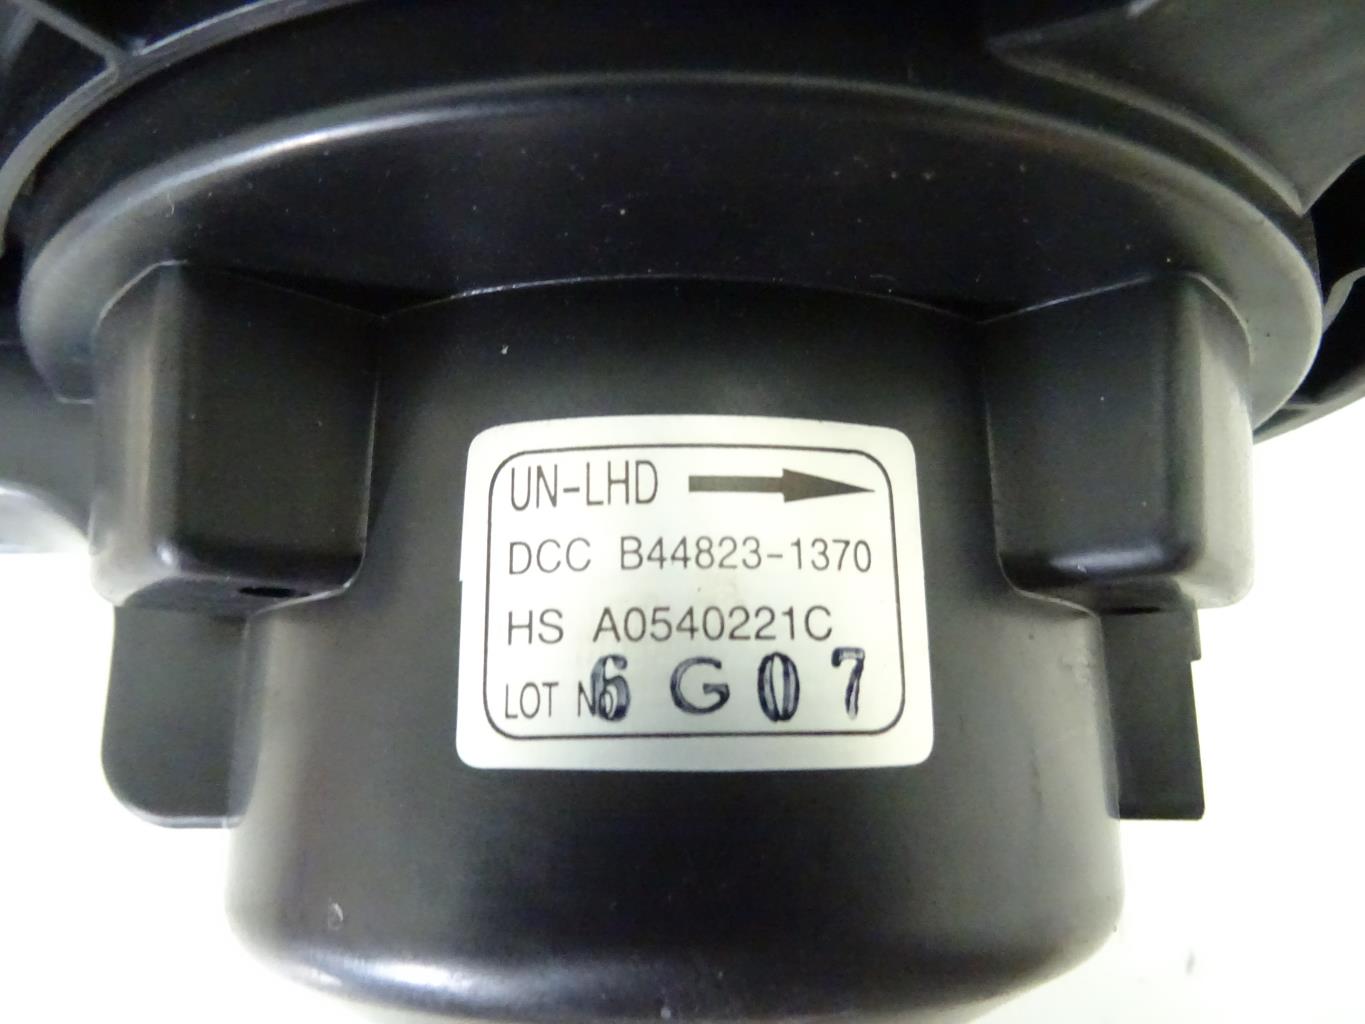 UN-LHD
DCC B44823-1370
HS A0540221C
LOT No 6G07